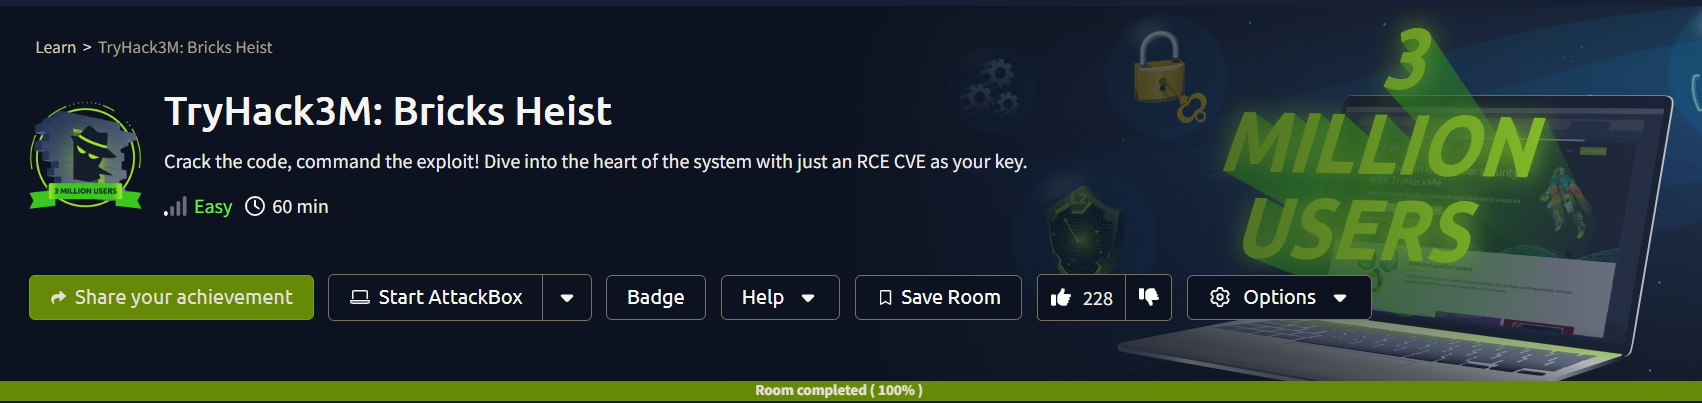 Learn > TryHack3M: Bricks Heist
TryHack3M: Bricks Heist
Crack the code, command the exploit! Dive into the heart of the system with just an RCE CVE as your key.
3 MILLION USERS
Easy 60 min
3
MILLION
USERS
Share your achievement Start AttackBox Badge Help Save Room 228 Options
Room completed ( 100% )